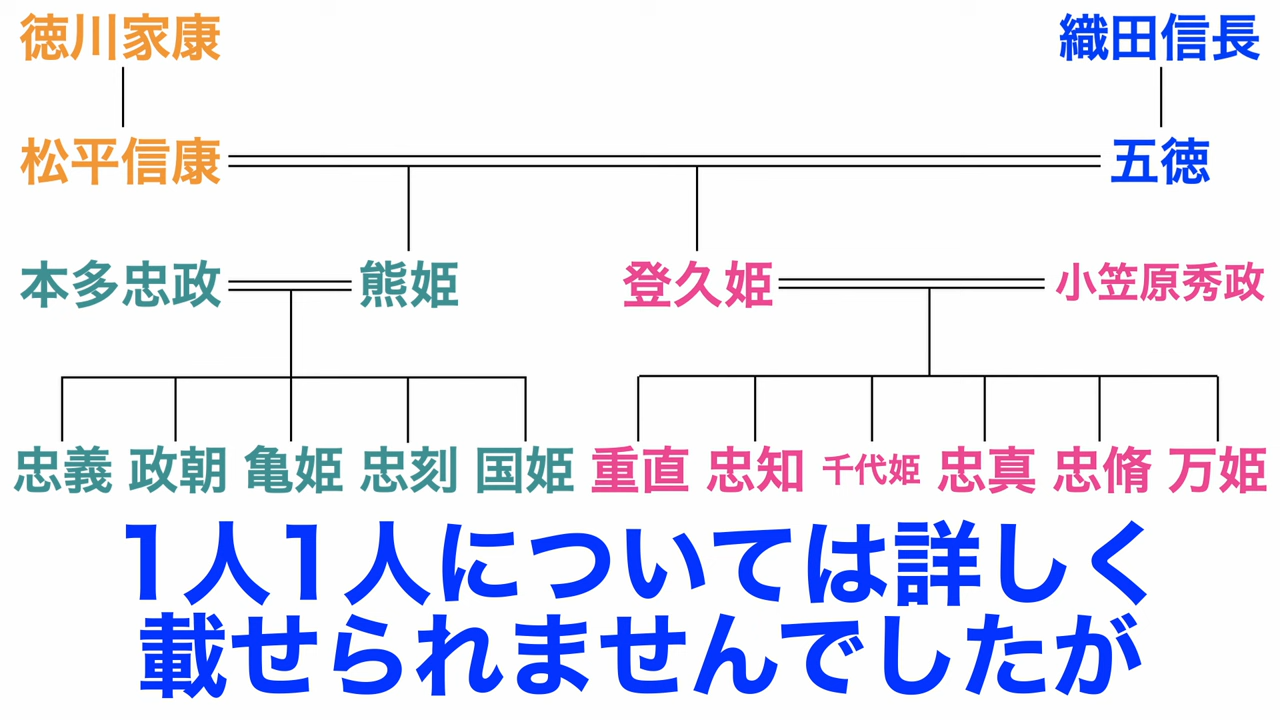 徳川家康 織田信長
松平信康 五徳
本多忠政 熊姫 登久姫 小笠原秀政
忠義 政朝 亀姫 忠刻 国姫 重直 忠知 千代姫 忠真 忠脩 万姫
1人1人については詳しく
載せられませんでしたが